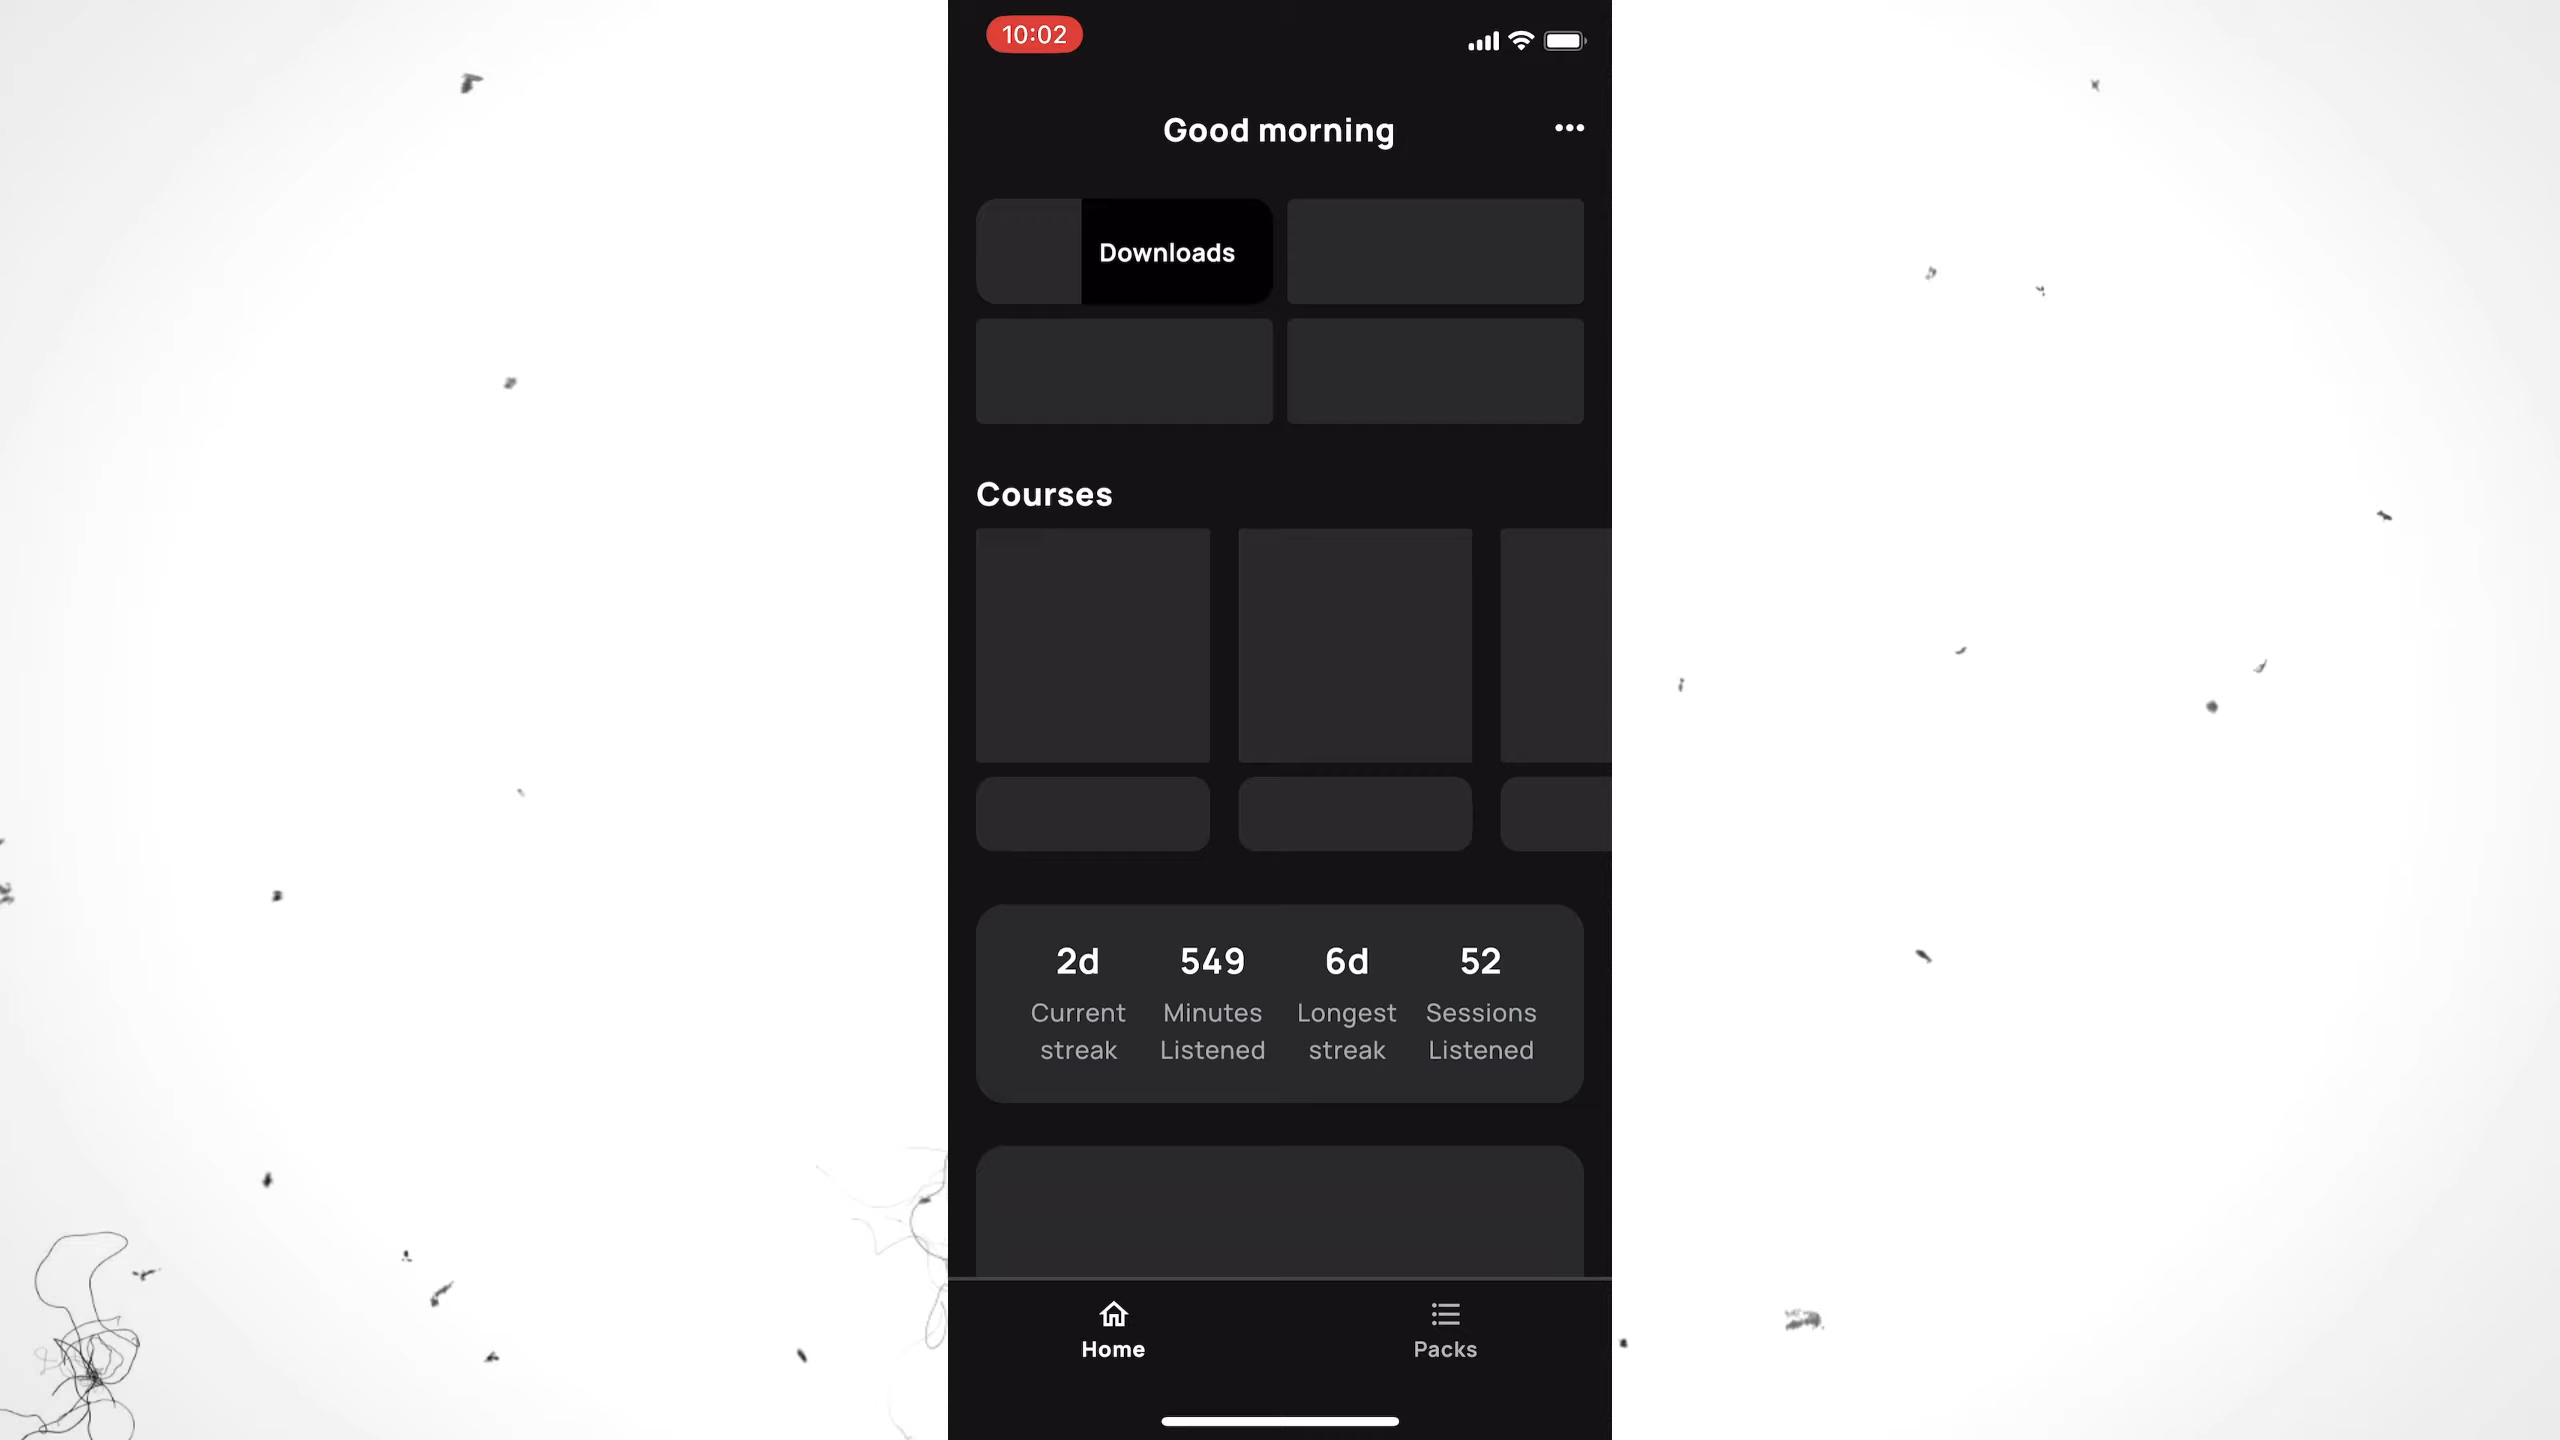 10:02
Good morning
Downloads
Courses
2d
549
6d
52
Current streak
Minutes Listened
Longest streak
Sessions Listened
Home
Packs